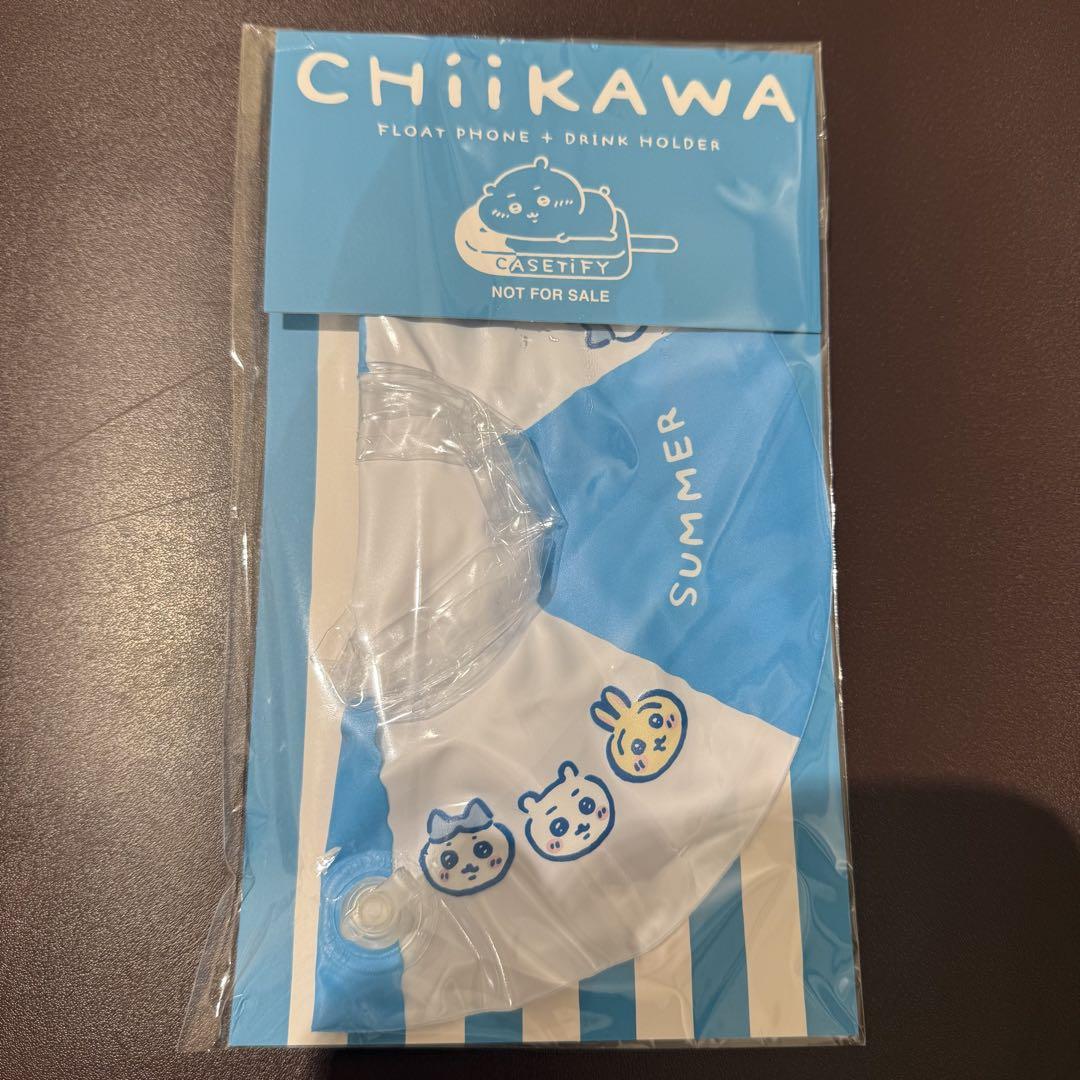 CHiiKAWA
FLOAT PHONE + DRINK HOLDER
CASETiFY
NOT FOR SALE
SUMMER